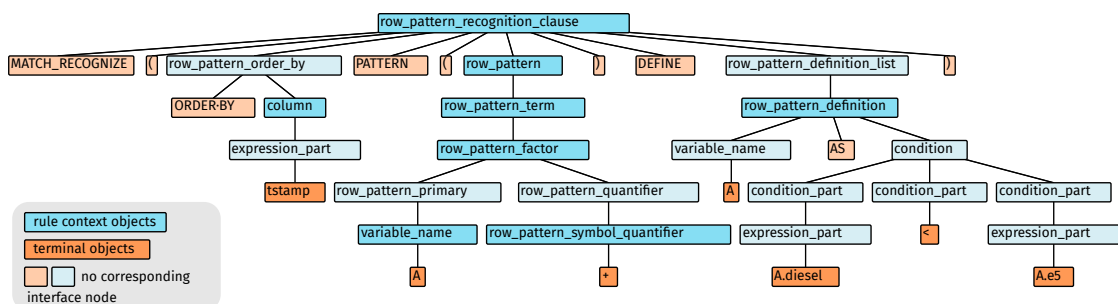 row_pattern_recognition_clause
MATCH_RECOGNIZE ( row_pattern_order_by PATTERN ( row_pattern ) DEFINE row_pattern_definition_list )
ORDER·BY column row_pattern_term row_pattern_definition
expression_part row_pattern_factor variable_name AS condition
tstamp row_pattern_primary row_pattern_quantifier A condition_part condition_part condition_part
rule context objects variable_name row_pattern_symbol_quantifier expression_part < expression_part
terminal objects
A + A.diesel A.e5
no corresponding
interface node